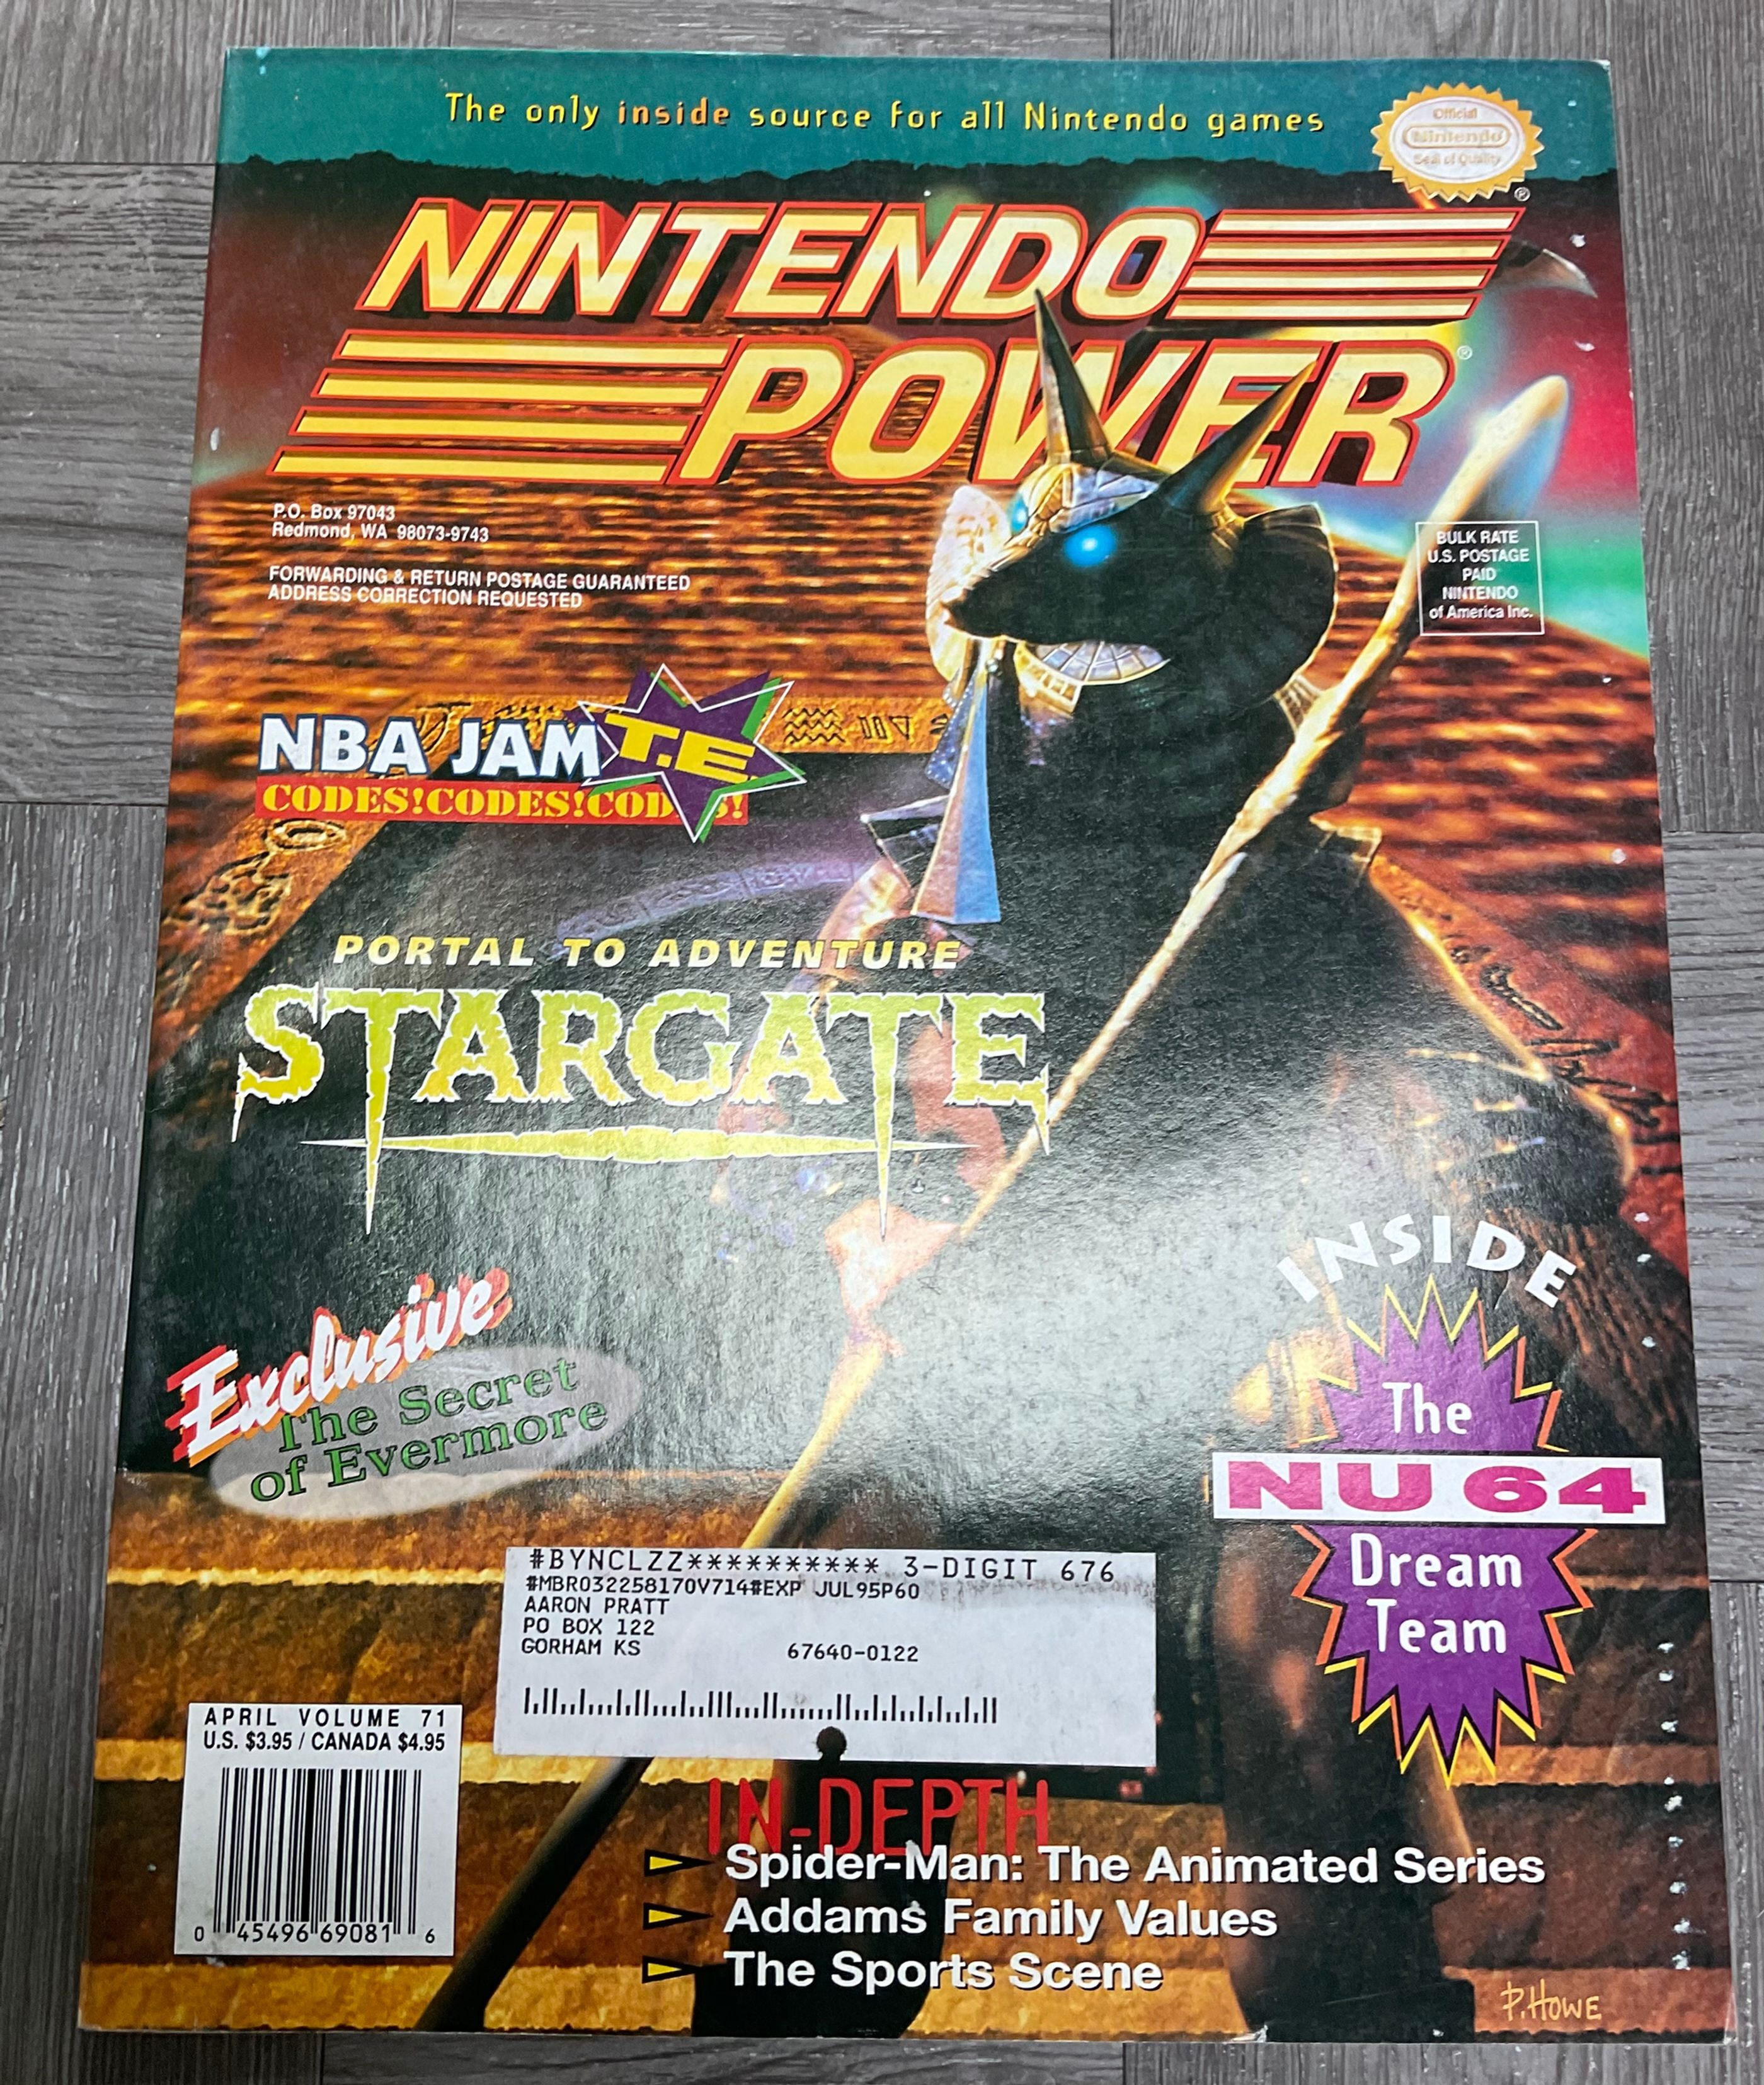 The only inside source for all Nintendo games
Official
Nintendo
Seal of Quality
®
NINTENDO
POWER®
P.O. Box 97043
Redmond, WA 98073-9743
FORWARDING & RETURN POSTAGE GUARANTEED
ADDRESS CORRECTION REQUESTED
BULK RATE
U.S. POSTAGE
PAID
NINTENDO
of America Inc.
NBA JAM T.E.
CODES!CODES!CODES!
PORTAL TO ADVENTURE
STARGATE
Exclusive
The Secret
of Evermore
INSIDE
The
NU 64
Dream
Team
#BYNCLZZ********** 3-DIGIT 676
#MBR032258170V714#EXP JUL95P60
AARON PRATT
PO BOX 122
GORHAM KS 67640-0122
APRIL VOLUME 71
U.S. $3.95 / CANADA $4.95
0 45496 69081 6
IN-DEPTH
Spider-Man: The Animated Series
Addams Family Values
The Sports Scene
P.HOWE